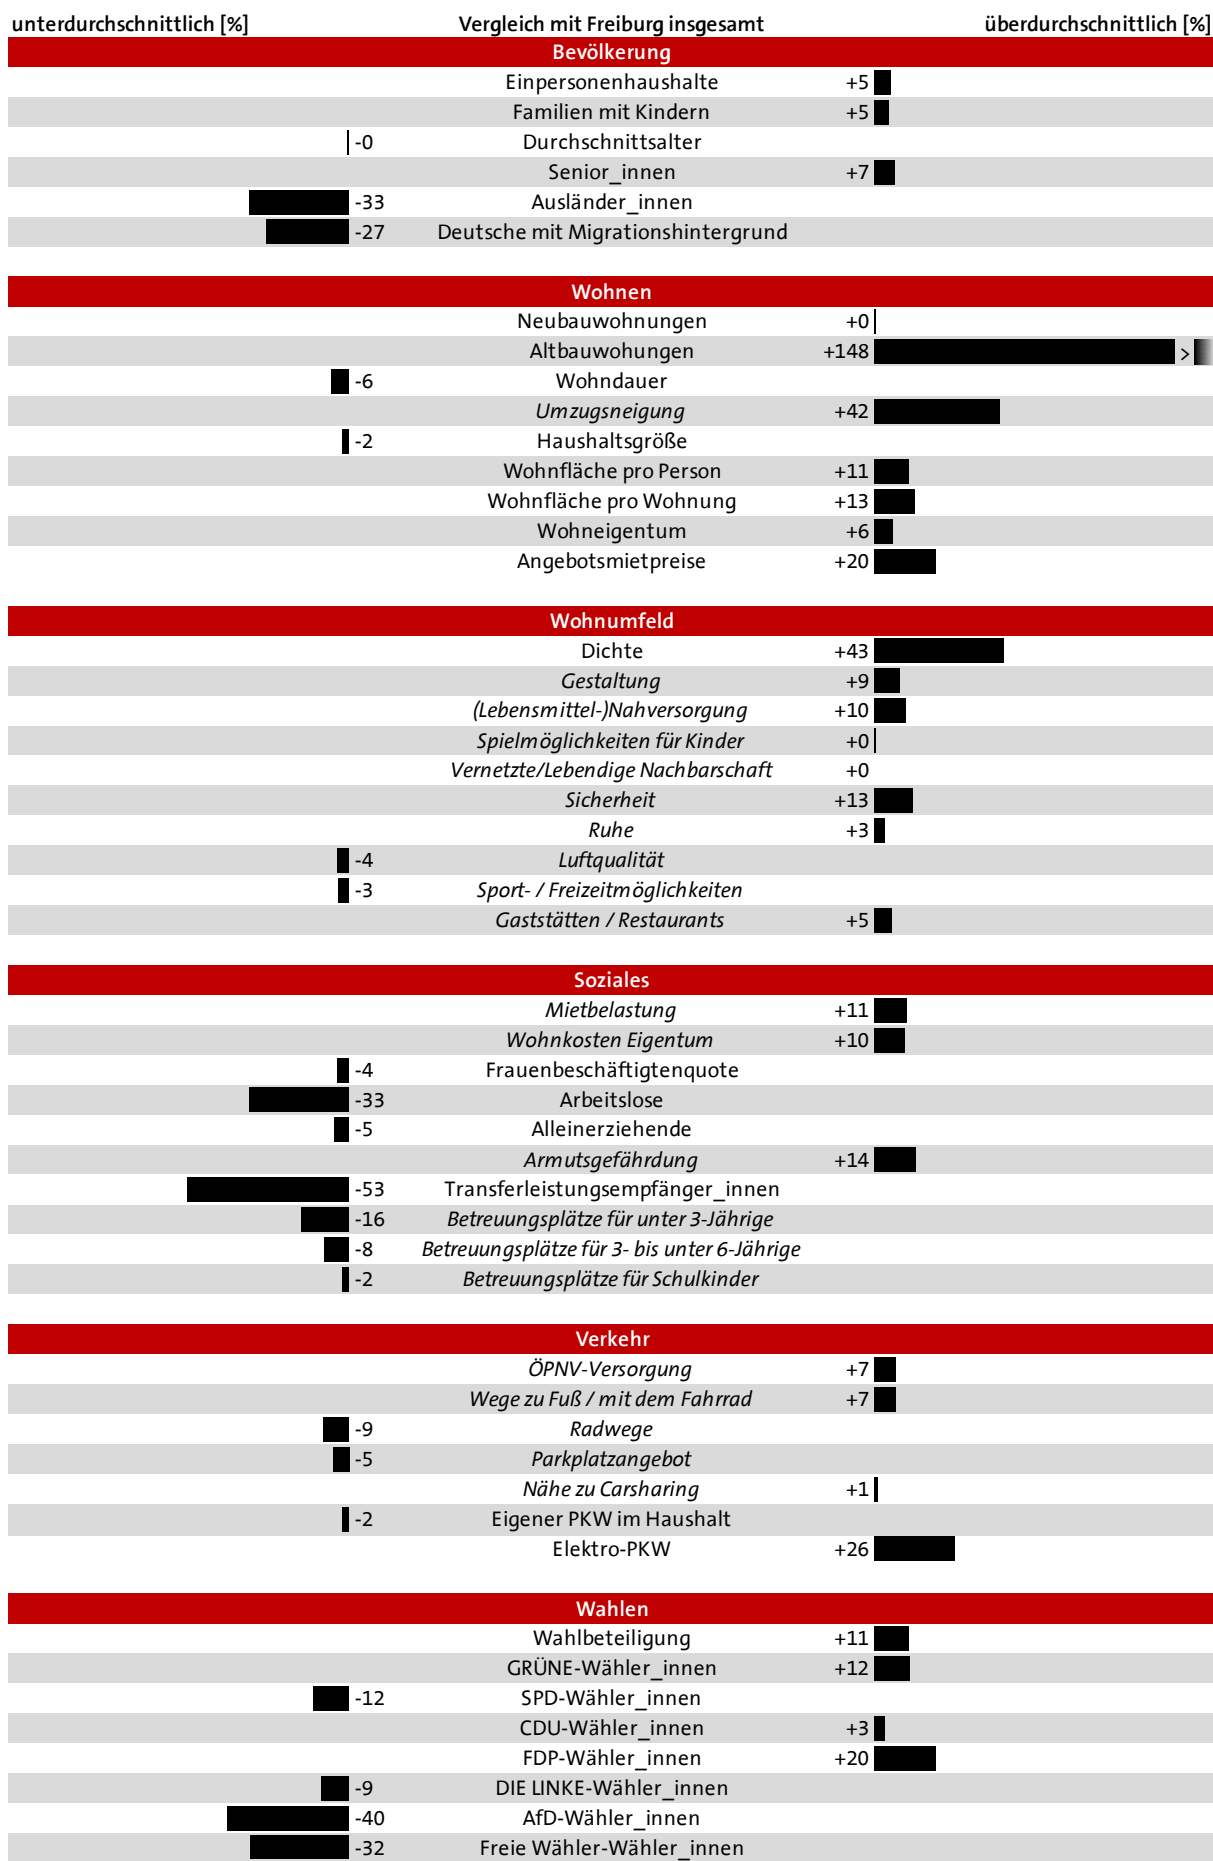 unterdurchschnittlich [%] Vergleich mit Freiburg insgesamt überdurchschnittlich [%]
Bevölkerung
Einpersonenhaushalte +5
Familien mit Kindern +5
-0 Durchschnittsalter
Senior_innen +7
-33 Ausländer_innen
-27 Deutsche mit Migrationshintergrund
Wohnen
Neubauwohnungen +0
Altbauwohungen +148 >
-6 Wohndauer
Umzugsneigung +42
-2 Haushaltsgröße
Wohnfläche pro Person +11
Wohnfläche pro Wohnung +13
Wohneigentum +6
Angebotsmietpreise +20
Wohnumfeld
Dichte +43
Gestaltung +9
(Lebensmittel-)Nahversorgung +10
Spielmöglichkeiten für Kinder +0
Vernetzte/Lebendige Nachbarschaft +0
Sicherheit +13
Ruhe +3
-4 Luftqualität
-3 Sport- / Freizeitmöglichkeiten
Gaststätten / Restaurants +5
Soziales
Mietbelastung +11
Wohnkosten Eigentum +10
-4 Frauenbeschäftigtenquote
-33 Arbeitslose
-5 Alleinerziehende
Armutsgefährdung +14
-53 Transferleistungsempfänger_innen
-16 Betreuungsplätze für unter 3-Jährige
-8 Betreuungsplätze für 3- bis unter 6-Jährige
-2 Betreuungsplätze für Schulkinder
Verkehr
ÖPNV-Versorgung +7
Wege zu Fuß / mit dem Fahrrad +7
-9 Radwege
-5 Parkplatzangebot
Nähe zu Carsharing +1
-2 Eigener PKW im Haushalt
Elektro-PKW +26
Wahlen
Wahlbeteiligung +11
GRÜNE-Wähler_innen +12
-12 SPD-Wähler_innen
CDU-Wähler_innen +3
FDP-Wähler_innen +20
-9 DIE LINKE-Wähler_innen
-40 AfD-Wähler_innen
-32 Freie Wähler-Wähler_innen